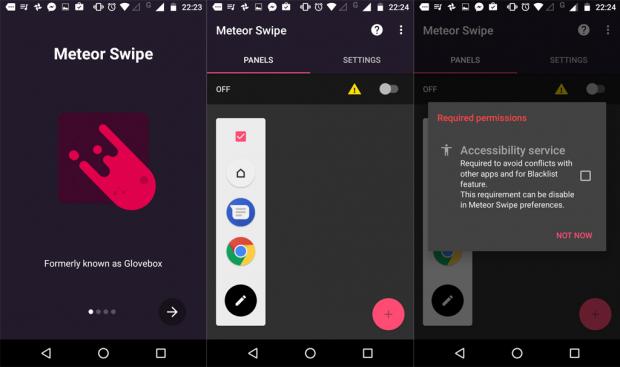 G 22:23
Meteor Swipe
Formerly known as Glovebox
G 22:24
Meteor Swipe
PANELS
SETTINGS
OFF
G 22:24
Meteor Swipe
PANELS
SETTINGS
OFF
Required permissions
Accessibility service
Required to avoid conflicts with
other apps and for Blacklist
feature.
This requirement can be disable
in Meteor Swipe preferences.
NOT NOW